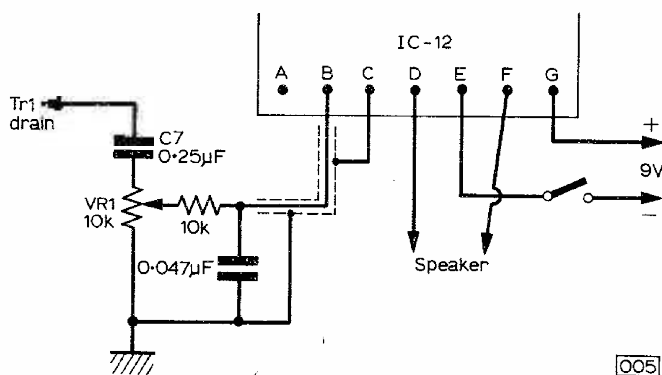 IC-12
A B C D E F G
Tr1
drain
C7
0·25µF
VR1
10k
10k
0·047µF
+
9V
−
Speaker
005